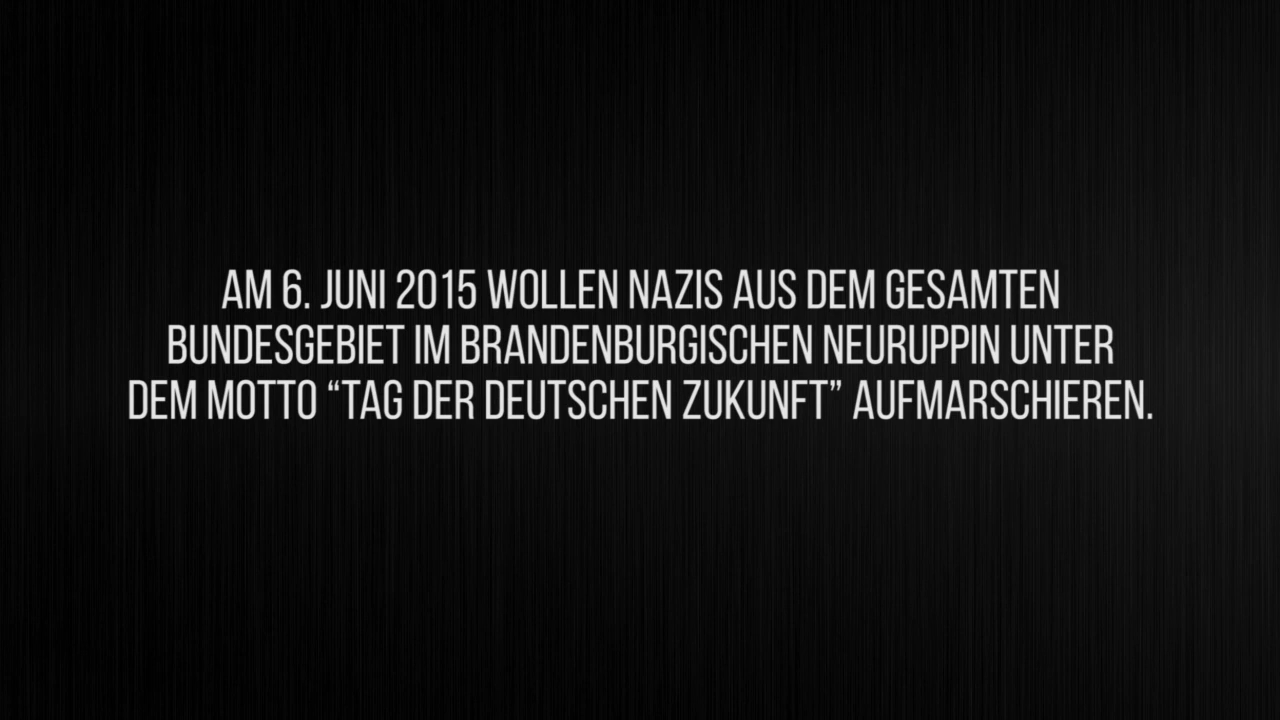 AM 6. JUNI 2015 WOLLEN NAZIS AUS DEM GESAMTEN
BUNDESGEBIET IM BRANDENBURGISCHEN NEURUPPIN UNTER
DEM MOTTO “TAG DER DEUTSCHEN ZUKUNFT” AUFMARSCHIEREN.